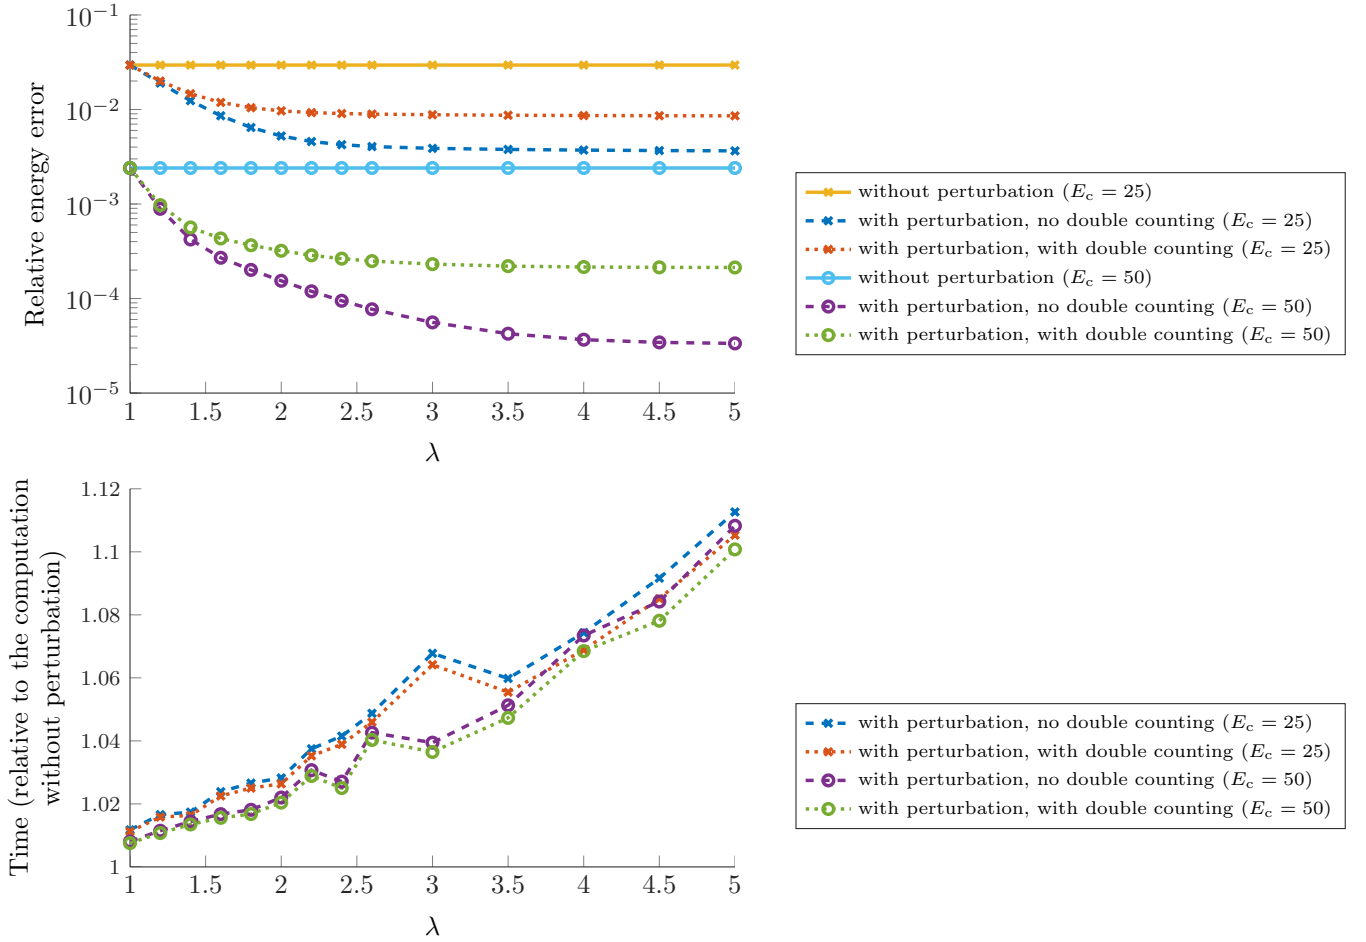 10⁻¹
10⁻²
10⁻³
10⁻⁴
10⁻⁵
Relative energy error
1 1.5 2 2.5 3 3.5 4 4.5 5
λ
without perturbation (E_c = 25)
with perturbation, no double counting (E_c = 25)
with perturbation, with double counting (E_c = 25)
without perturbation (E_c = 50)
with perturbation, no double counting (E_c = 50)
with perturbation, with double counting (E_c = 50)
1.12
1.1
1.08
1.06
1.04
1.02
1
Time (relative to the computation
without perturbation)
1 1.5 2 2.5 3 3.5 4 4.5 5
λ
with perturbation, no double counting (E_c = 25)
with perturbation, with double counting (E_c = 25)
with perturbation, no double counting (E_c = 50)
with perturbation, with double counting (E_c = 50)